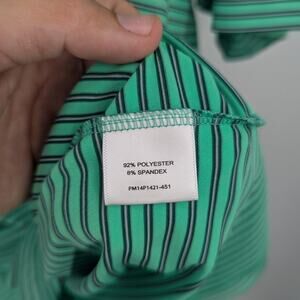 92% POLYESTER
8% SPANDEX
PM14P1421-451